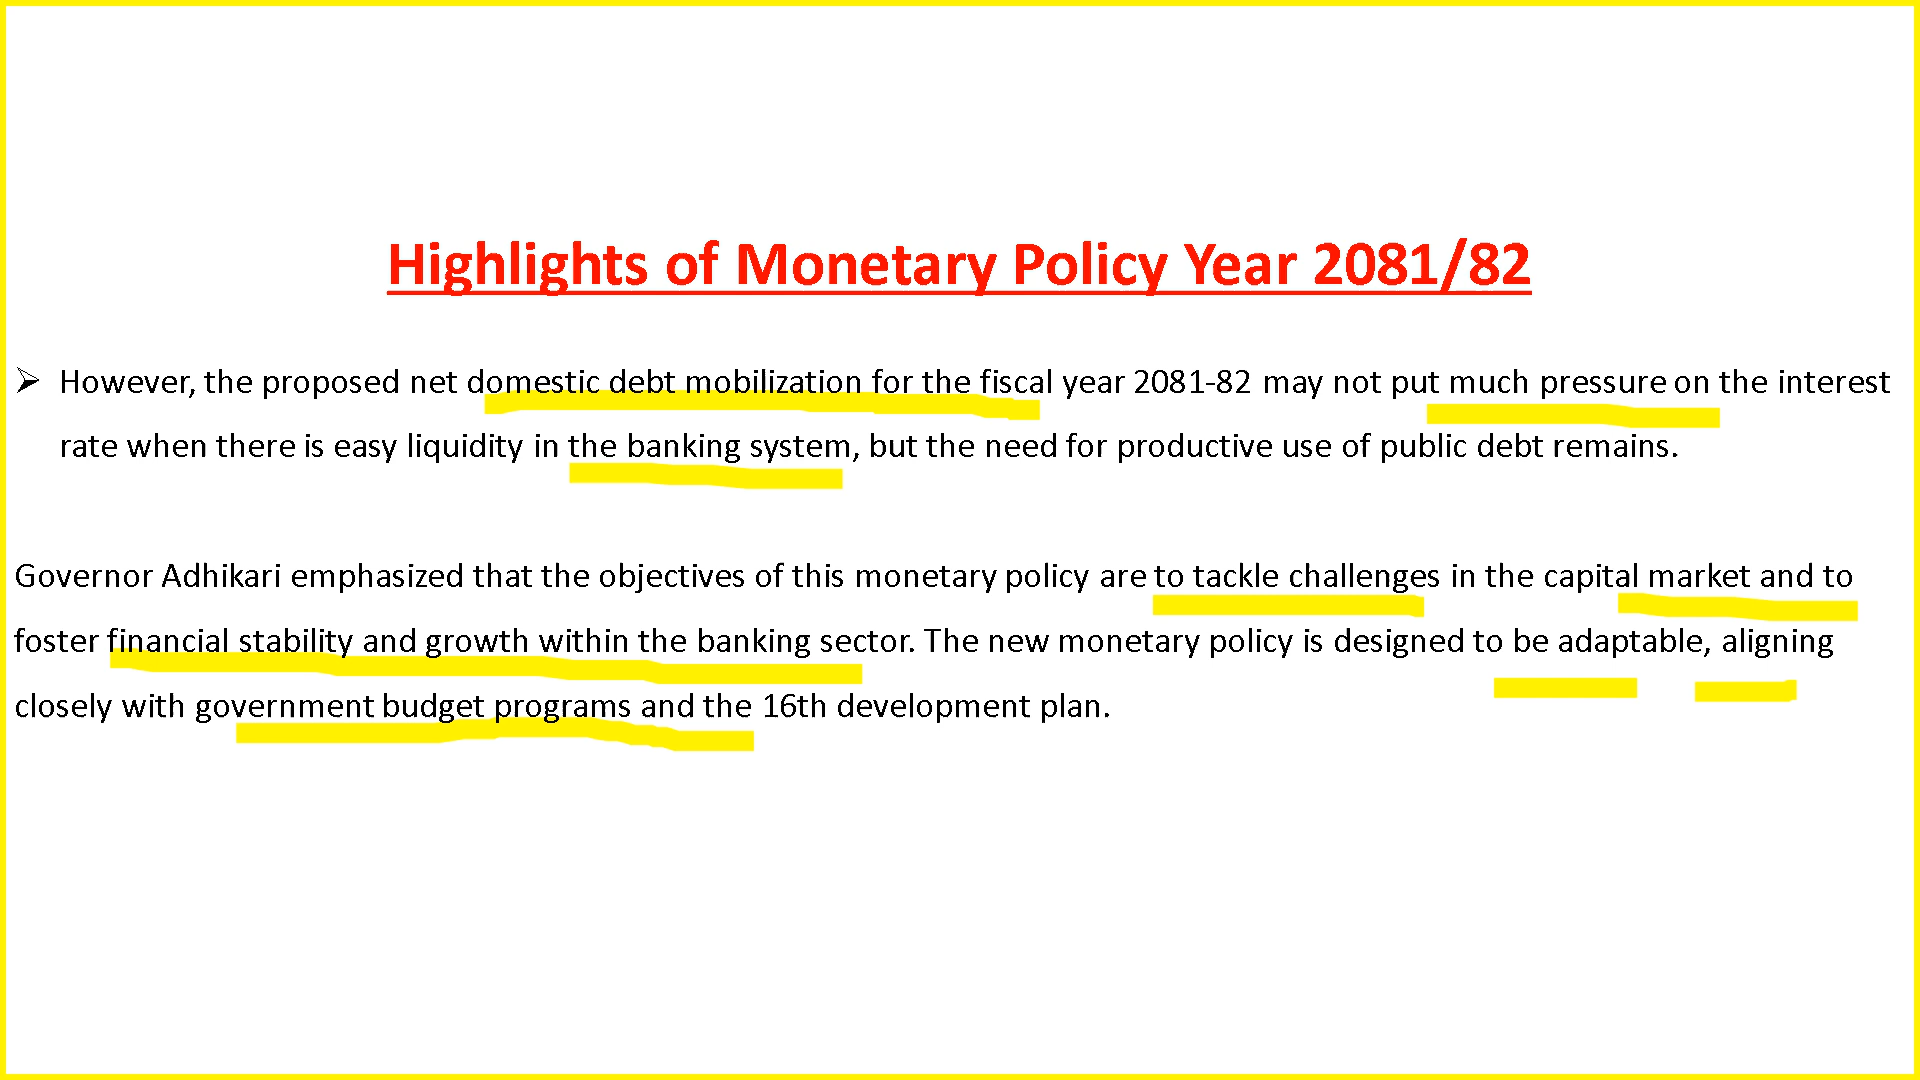 Highlights of Monetary Policy Year 2081/82
➢ However, the proposed net domestic debt mobilization for the fiscal year 2081-82 may not put much pressure on the interest
rate when there is easy liquidity in the banking system, but the need for productive use of public debt remains.
Governor Adhikari emphasized that the objectives of this monetary policy are to tackle challenges in the capital market and to
foster financial stability and growth within the banking sector. The new monetary policy is designed to be adaptable, aligning
closely with government budget programs and the 16th development plan.